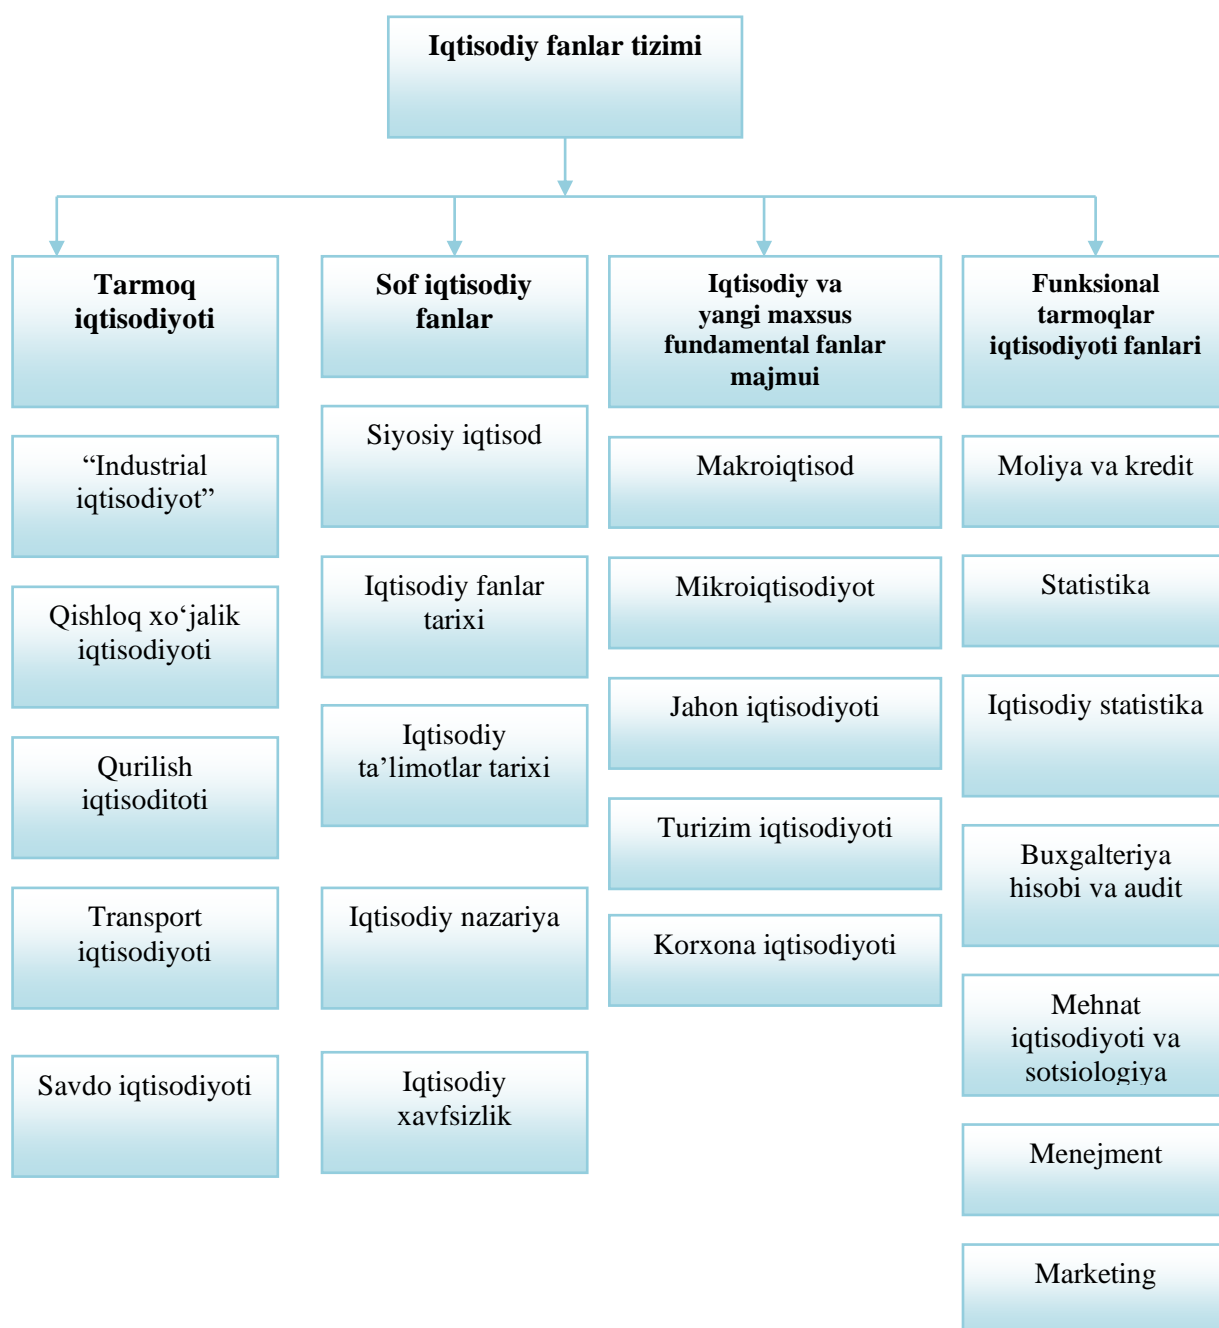 Iqtisodiy fanlar tizimi
Tarmoq
iqtisodiyoti
“Industrial
iqtisodiyot”
Qishloq xo‘jalik
iqtisodiyoti
Qurilish
iqtisoditoti
Transport
iqtisodiyoti
Savdo iqtisodiyoti
Sof iqtisodiy
fanlar
Siyosiy iqtisod
Iqtisodiy fanlar
tarixi
Iqtisodiy
ta’limotlar tarixi
Iqtisodiy nazariya
Iqtisodiy
xavfsizlik
Iqtisodiy va
yangi maxsus
fundamental fanlar
majmui
Makroiqtisod
Mikroiqtisodiyot
Jahon iqtisodiyoti
Turizim iqtisodiyoti
Korxona iqtisodiyoti
Funksional
tarmoqlar
iqtisodiyoti fanlari
Moliya va kredit
Statistika
Iqtisodiy statistika
Buxgalteriya
hisobi va audit
Mehnat
iqtisodiyoti va
sotsiologiya
Menejment
Marketing